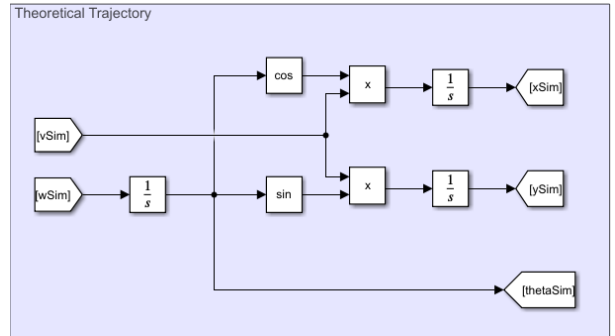 Theoretical Trajectory
cos
x
1
s
[xSim]
[vSim]
[wSim]
1
s
sin
x
1
s
[ySim]
[thetaSim]